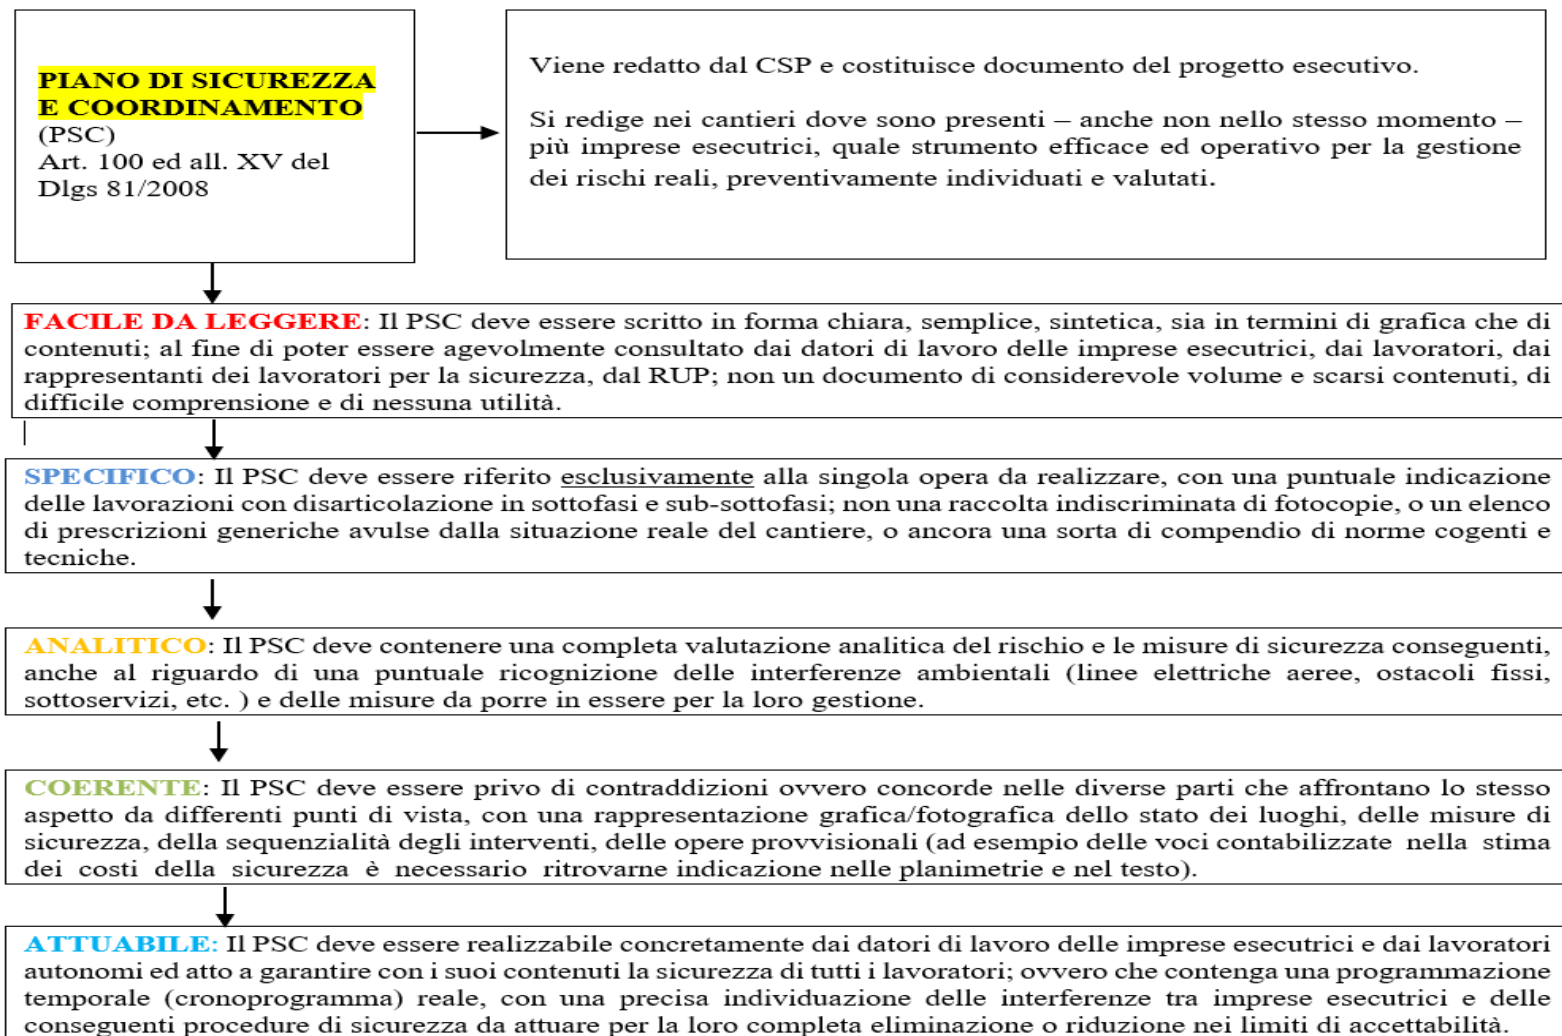 PIANO DI SICUREZZA
E COORDINAMENTO
(PSC)
Art. 100 ed all. XV del
Dlgs 81/2008
Viene redatto dal CSP e costituisce documento del progetto esecutivo.
Si redige nei cantieri dove sono presenti – anche non nello stesso momento –
più imprese esecutrici, quale strumento efficace ed operativo per la gestione
dei rischi reali, preventivamente individuati e valutati.
FACILE DA LEGGERE: Il PSC deve essere scritto in forma chiara, semplice, sintetica, sia in termini di grafica che di
contenuti; al fine di poter essere agevolmente consultato dai datori di lavoro delle imprese esecutrici, dai lavoratori, dai
rappresentanti dei lavoratori per la sicurezza, dal RUP; non un documento di considerevole volume e scarsi contenuti, di
difficile comprensione e di nessuna utilità.
SPECIFICO: Il PSC deve essere riferito esclusivamente alla singola opera da realizzare, con una puntuale indicazione
delle lavorazioni con disarticolazione in sottofasi e sub-sottofasi; non una raccolta indiscriminata di fotocopie, o un elenco
di prescrizioni generiche avulse dalla situazione reale del cantiere, o ancora una sorta di compendio di norme cogenti e
tecniche.
ANALITICO: Il PSC deve contenere una completa valutazione analitica del rischio e le misure di sicurezza conseguenti,
anche al riguardo di una puntuale ricognizione delle interferenze ambientali (linee elettriche aeree, ostacoli fissi,
sottoservizi, etc. ) e delle misure da porre in essere per la loro gestione.
COERENTE: Il PSC deve essere privo di contraddizioni ovvero concorde nelle diverse parti che affrontano lo stesso
aspetto da differenti punti di vista, con una rappresentazione grafica/fotografica dello stato dei luoghi, delle misure di
sicurezza, della sequenzialità degli interventi, delle opere provvisionali (ad esempio delle voci contabilizzate nella stima
dei costi della sicurezza è necessario ritrovarne indicazione nelle planimetrie e nel testo).
ATTUABILE: Il PSC deve essere realizzabile concretamente dai datori di lavoro delle imprese esecutrici e dai lavoratori
autonomi ed atto a garantire con i suoi contenuti la sicurezza di tutti i lavoratori; ovvero che contenga una programmazione
temporale (cronoprogramma) reale, con una precisa individuazione delle interferenze tra imprese esecutrici e delle
conseguenti procedure di sicurezza da attuare per la loro completa eliminazione o riduzione nei limiti di accettabilità.